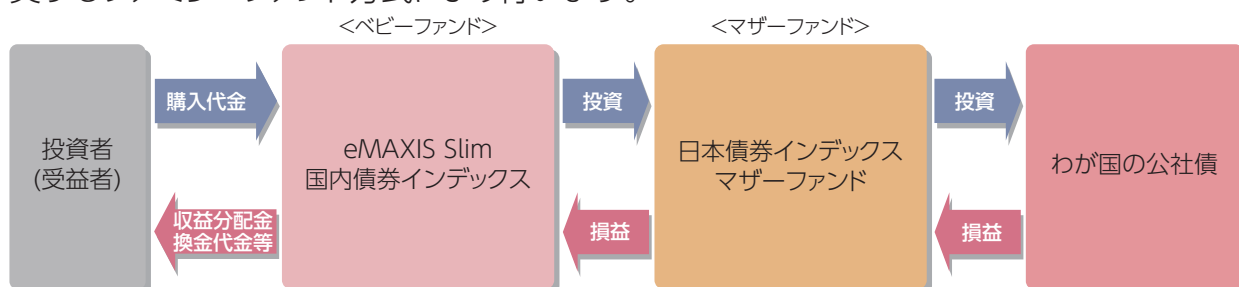 <ベビーファンド>
<マザーファンド>
投資者
(受益者)
購入代金
収益分配金
換金代金等
eMAXIS Slim
国内債券インデックス
投資
損益
日本債券インデックス
マザーファンド
投資
損益
わが国の公社債